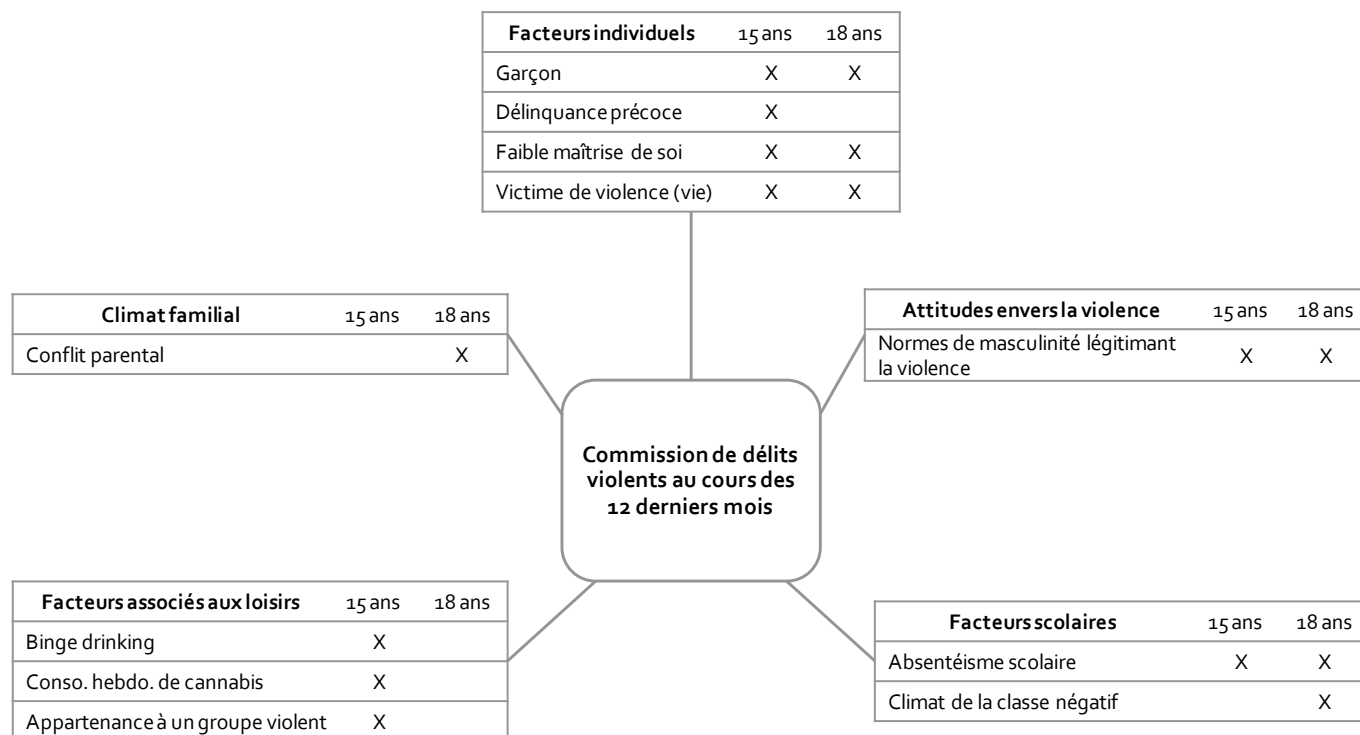 Facteurs individuels 15 ans 18 ans
Garçon X X
Délinquance précoce X
Faible maîtrise de soi X X
Victime de violence (vie) X X
Climat familial 15 ans 18 ans
Conflit parental X
Attitudes envers la violence 15 ans 18 ans
Normes de masculinité légitimant
la violence X X
Commission de délits
violents au cours des
12 derniers mois
Facteurs associés aux loisirs 15 ans 18 ans
Binge drinking X
Conso. hebdo. de cannabis X
Appartenance à un groupe violent X
Facteurs scolaires 15 ans 18 ans
Absentéisme scolaire X X
Climat de la classe négatif X